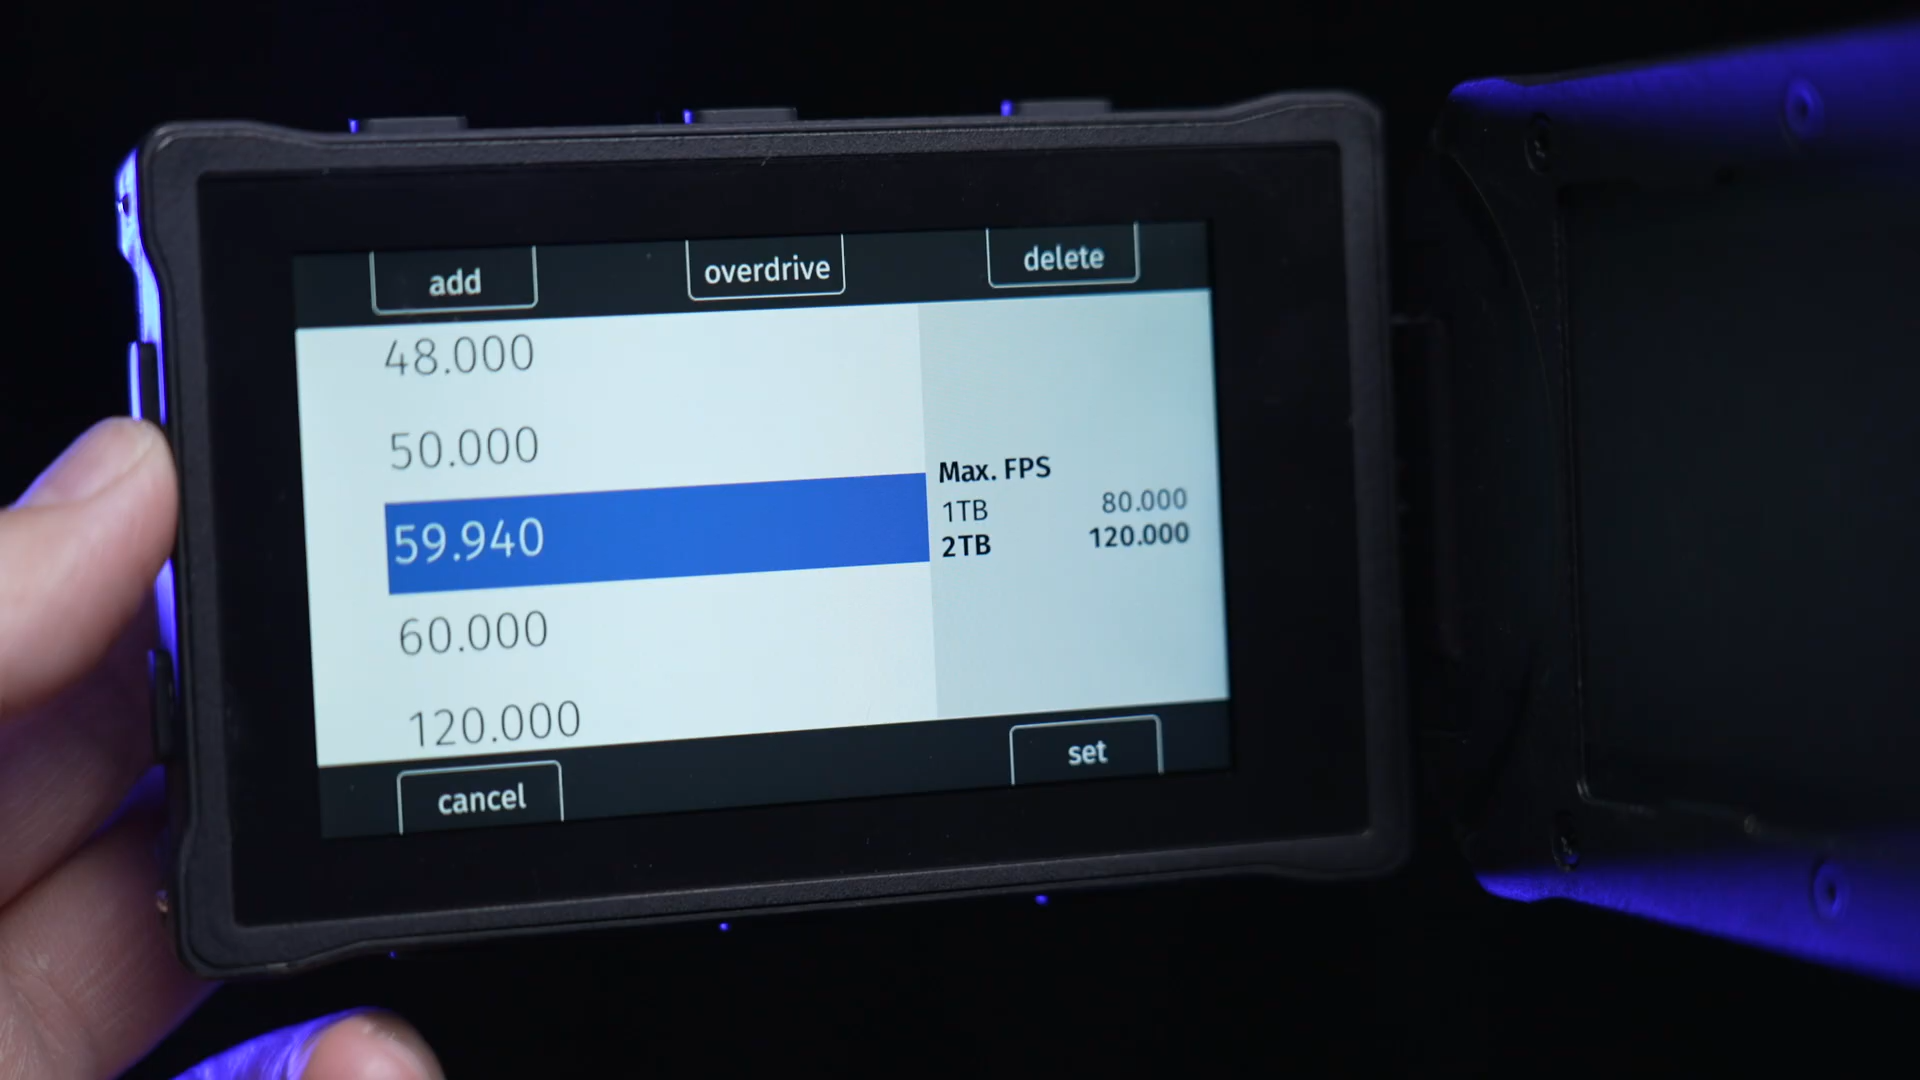 add
overdrive
delete
48.000
50.000
59.940
60.000
120.000
Max. FPS
1TB 80.000
2TB 120.000
cancel
set